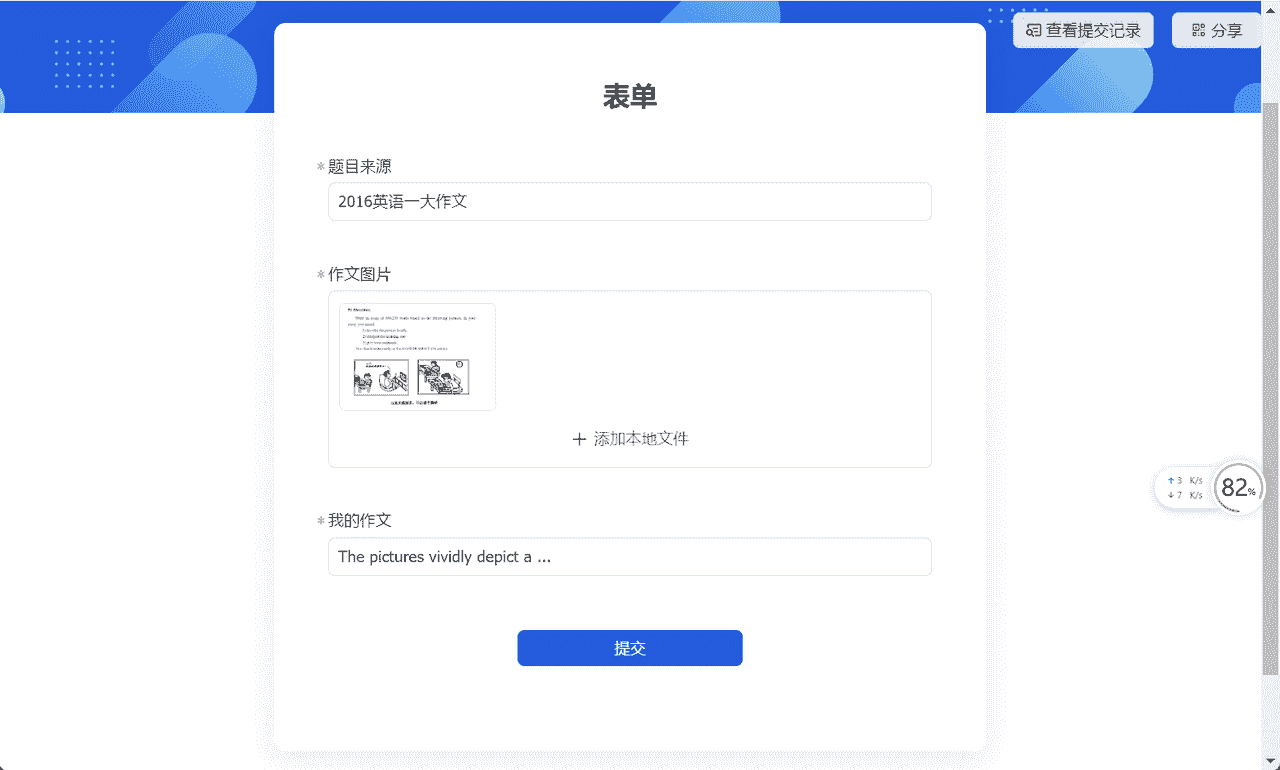 查看提交记录
分享
表单
*题目来源
2016英语一大作文
*作文图片
+ 添加本地文件
*我的作文
The pictures vividly depict a ...
提交
↑ 3 K/s
↓ 7 K/s
82%